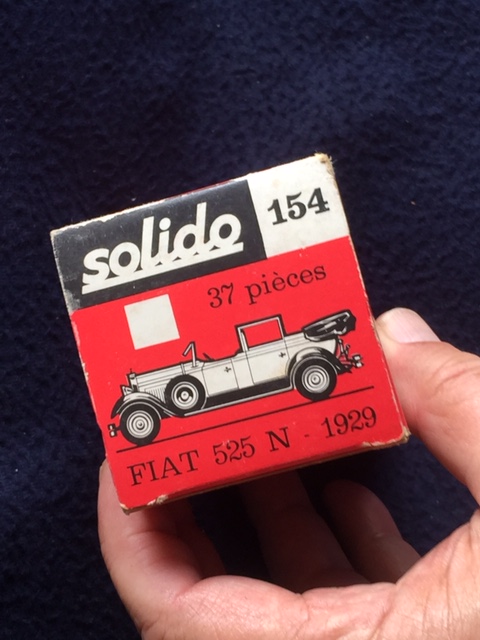 solido
154
37 pièces
FIAT 525 N - 1929